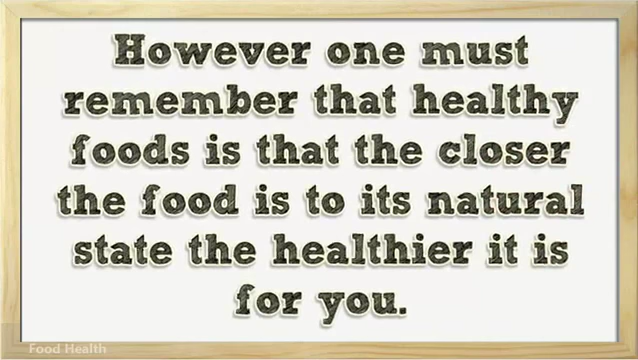 However one must
remember that healthy
foods is that the closer
the food is to its natural
state the healthier it is
for you.
Food Health